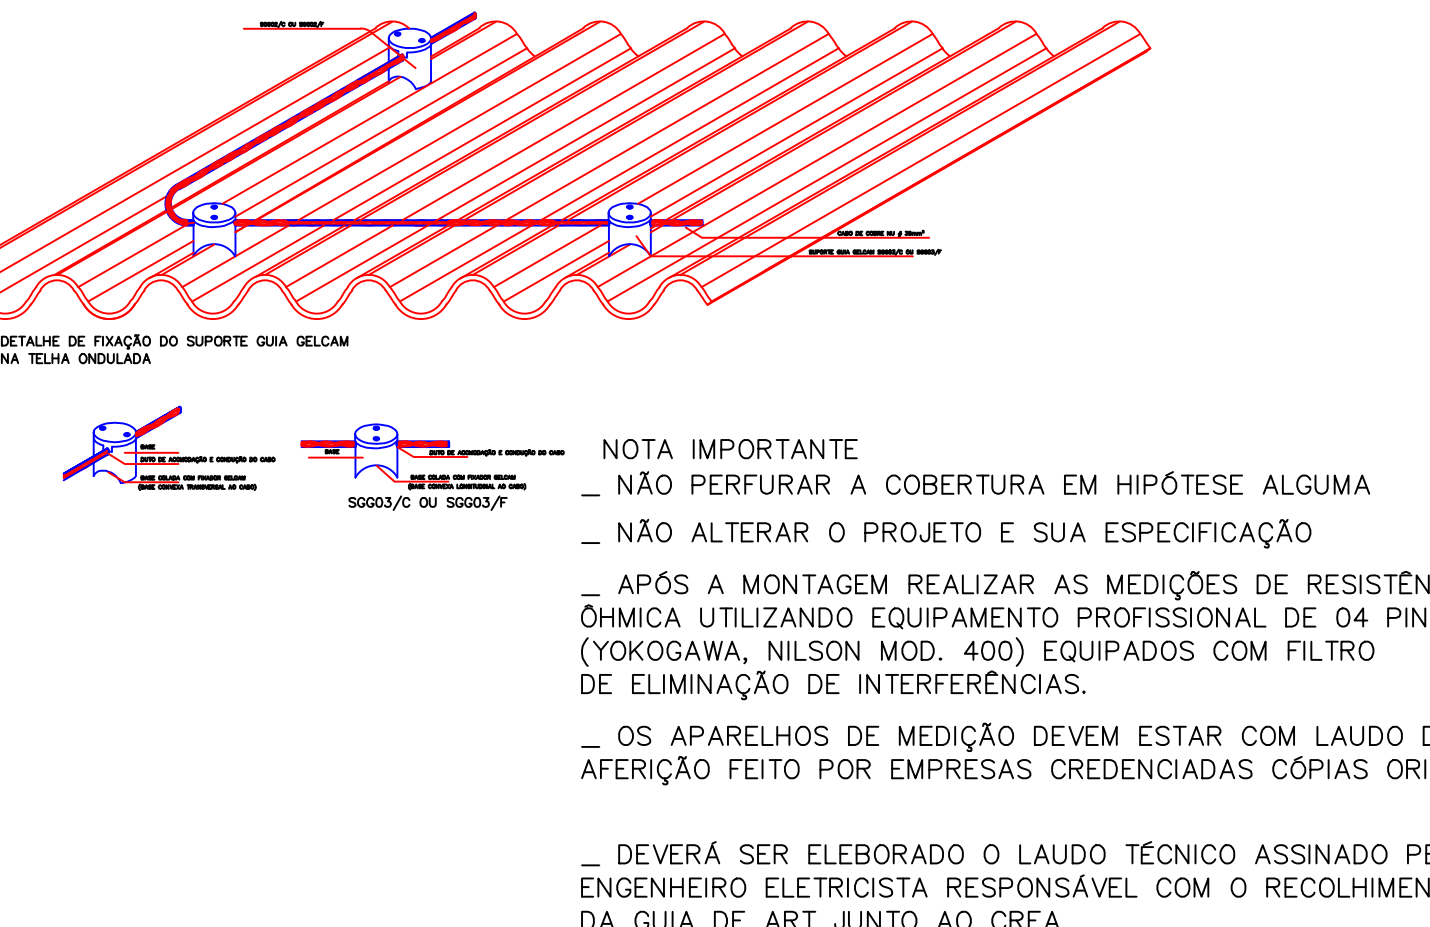 SGG02/C OU SGG02/F
CABO DE COBRE NU ∅ 35mm²
SUPORTE GUIA GELCAM SGG03/C OU SGG03/F
DETALHE DE FIXAÇÃO DO SUPORTE GUIA GELCAM
NA TELHA ONDULADA
BASE
DUTO DE ACOMODAÇÃO E CONDUÇÃO DO CABO
BASE COLADA COM FIXADOR GELCAM
(BASE CONVEXA TRANSVERSAL AO CABO)
BASE
DUTO DE ACOMODAÇÃO E CONDUÇÃO DO CABO
BASE COLADA COM FIXADOR GELCAM
(BASE CONVEXA LONGITUDINAL AO CABO)
SGG03/C OU SGG03/F
NOTA IMPORTANTE
_ NÃO PERFURAR A COBERTURA EM HIPÓTESE ALGUMA
_ NÃO ALTERAR O PROJETO E SUA ESPECIFICAÇÃO
_ APÓS A MONTAGEM REALIZAR AS MEDIÇÕES DE RESISTÊN
ÔHMICA UTILIZANDO EQUIPAMENTO PROFISSIONAL DE 04 PIN
(YOKOGAWA, NILSON MOD. 400) EQUIPADOS COM FILTRO
DE ELIMINAÇÃO DE INTERFERÊNCIAS.
_ OS APARELHOS DE MEDIÇÃO DEVEM ESTAR COM LAUDO D
AFERIÇÃO FEITO POR EMPRESAS CREDENCIADAS CÓPIAS ORI
_ DEVERÁ SER ELEBORADO O LAUDO TÉCNICO ASSINADO PE
ENGENHEIRO ELETRICISTA RESPONSÁVEL COM O RECOLHIMEN
DA GUIA DE ART JUNTO AO CREA